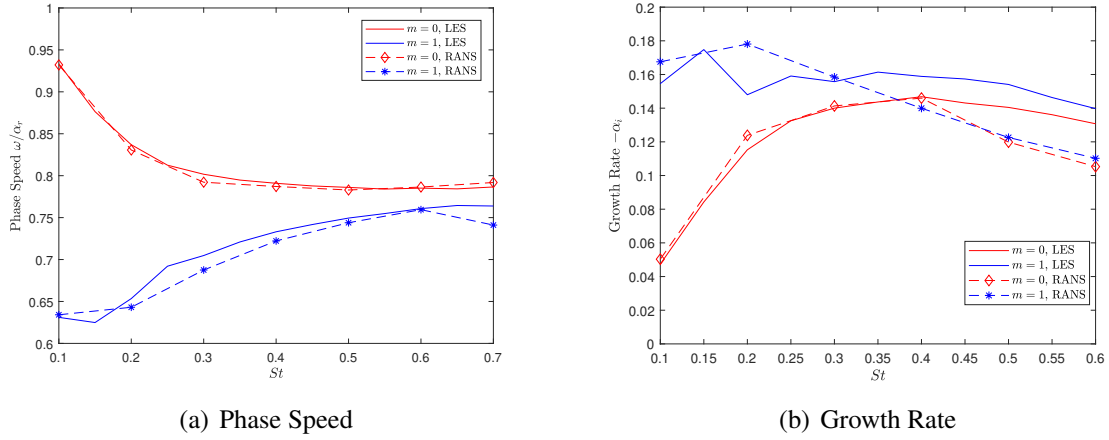 1
0.95
0.9
0.85
0.8
0.75
0.7
0.65
0.6
Phase Speed ω/α_r
0.1 0.2 0.3 0.4 0.5 0.6 0.7
St
m = 0, LES
m = 1, LES
m = 0, RANS
m = 1, RANS
(a) Phase Speed
0.2
0.18
0.16
0.14
0.12
0.1
0.08
0.06
0.04
0.02
0
Growth Rate −α_i
0.1 0.15 0.2 0.25 0.3 0.35 0.4 0.45 0.5 0.55 0.6
St
m = 0, LES
m = 1, LES
m = 0, RANS
m = 1, RANS
(b) Growth Rate